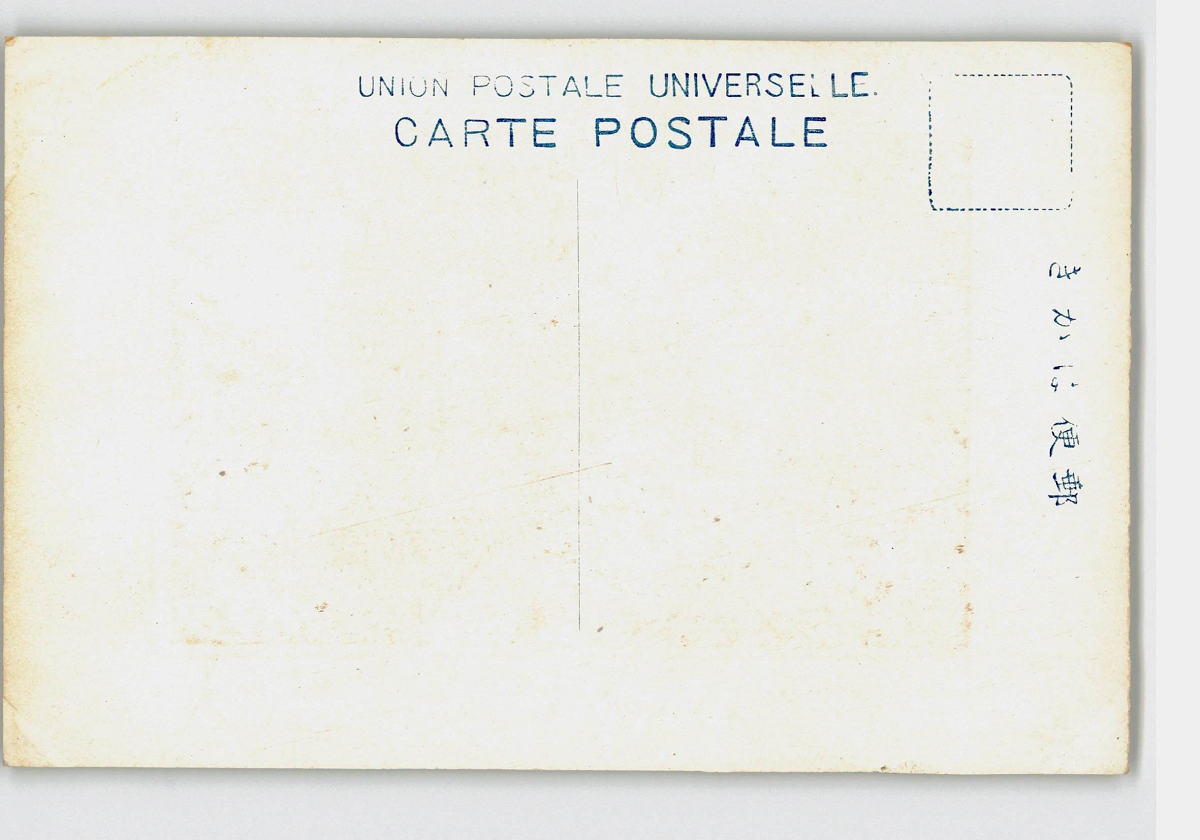 UNION POSTALE UNIVERSELLE.
CARTE POSTALE
郵便はかき